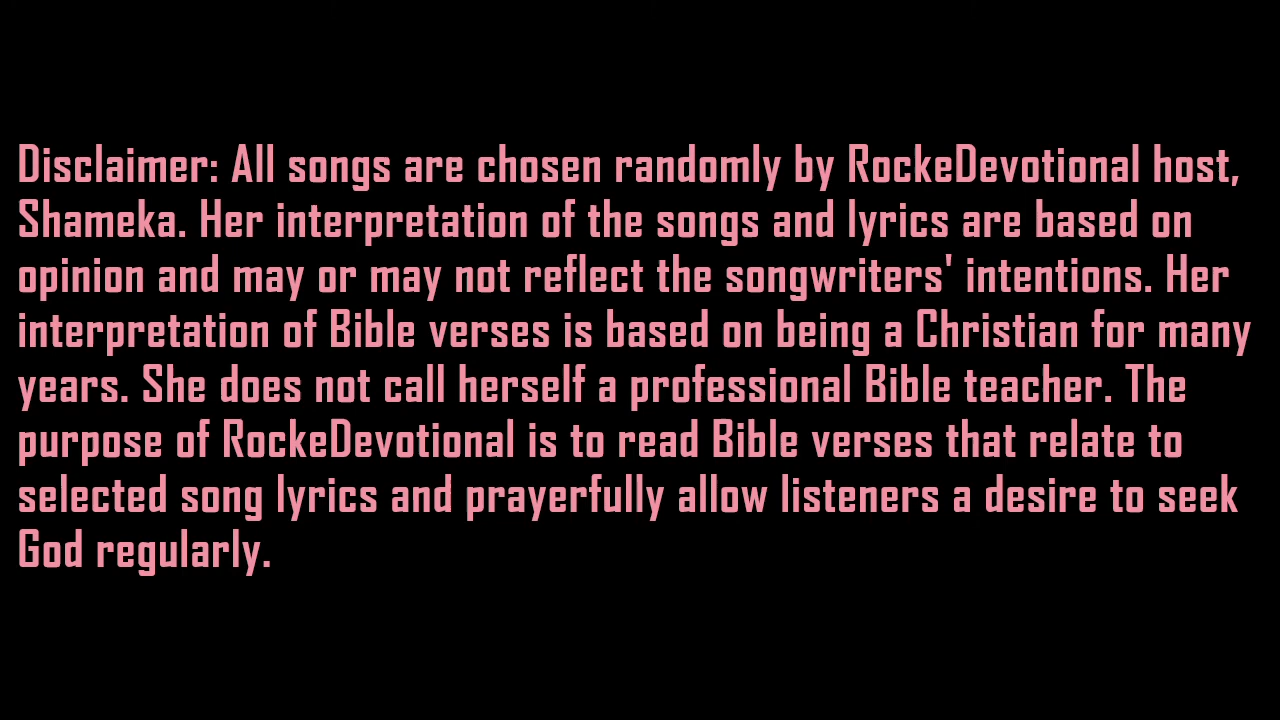 Disclaimer: All songs are chosen randomly by RockeDevotional host,
Shameka. Her interpretation of the songs and lyrics are based on
opinion and may or may not reflect the songwriters' intentions. Her
interpretation of Bible verses is based on being a Christian for many
years. She does not call herself a professional Bible teacher. The
purpose of RockeDevotional is to read Bible verses that relate to
selected song lyrics and prayerfully allow listeners a desire to seek
God regularly.